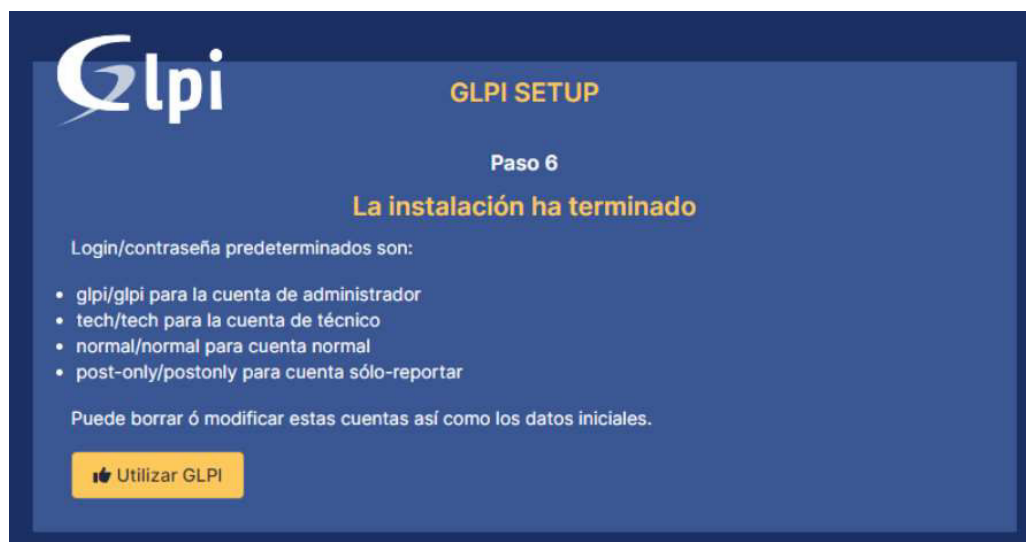 Glpi
GLPI SETUP
Paso 6
La instalación ha terminado
Login/contraseña predeterminados son:
• glpi/glpi para la cuenta de administrador
• tech/tech para la cuenta de técnico
• normal/normal para cuenta normal
• post-only/postonly para cuenta sólo-reportar
Puede borrar ó modificar estas cuentas así como los datos iniciales.
Utilizar GLPI